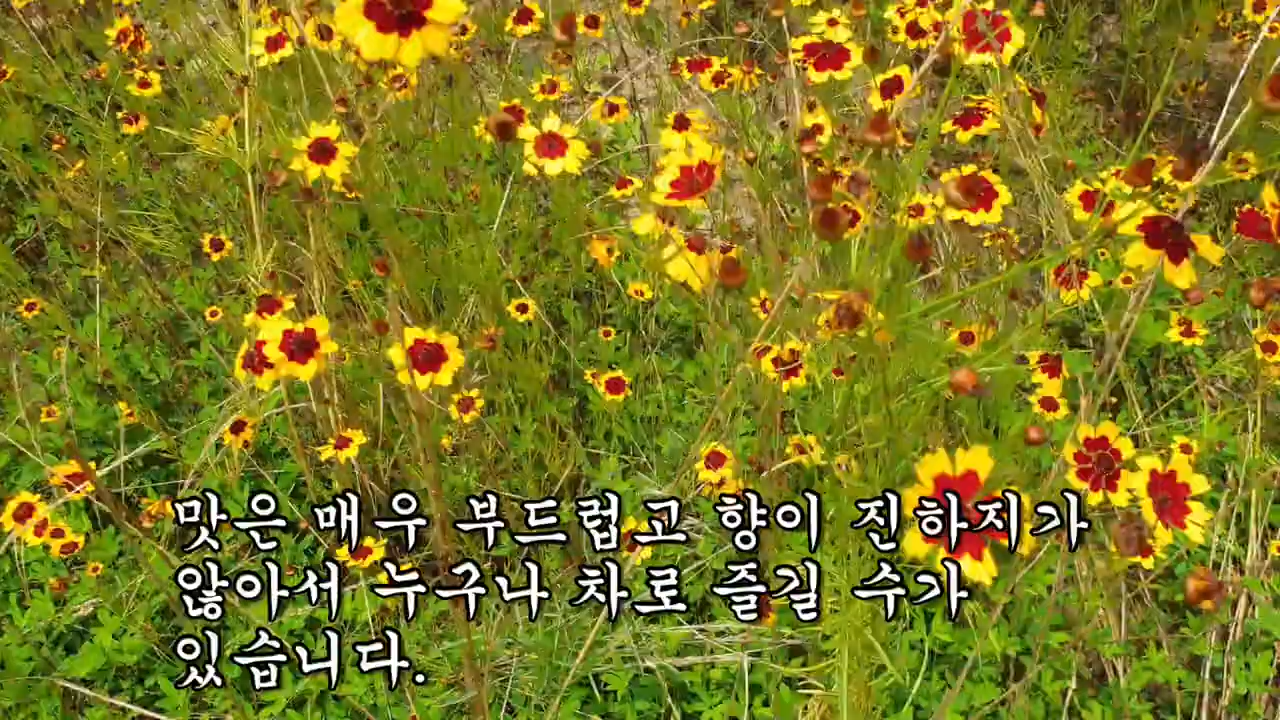 맛은 매우 부드럽고 향이 진하지가
않아서 누구나 차로 즐길 수가
있습니다.